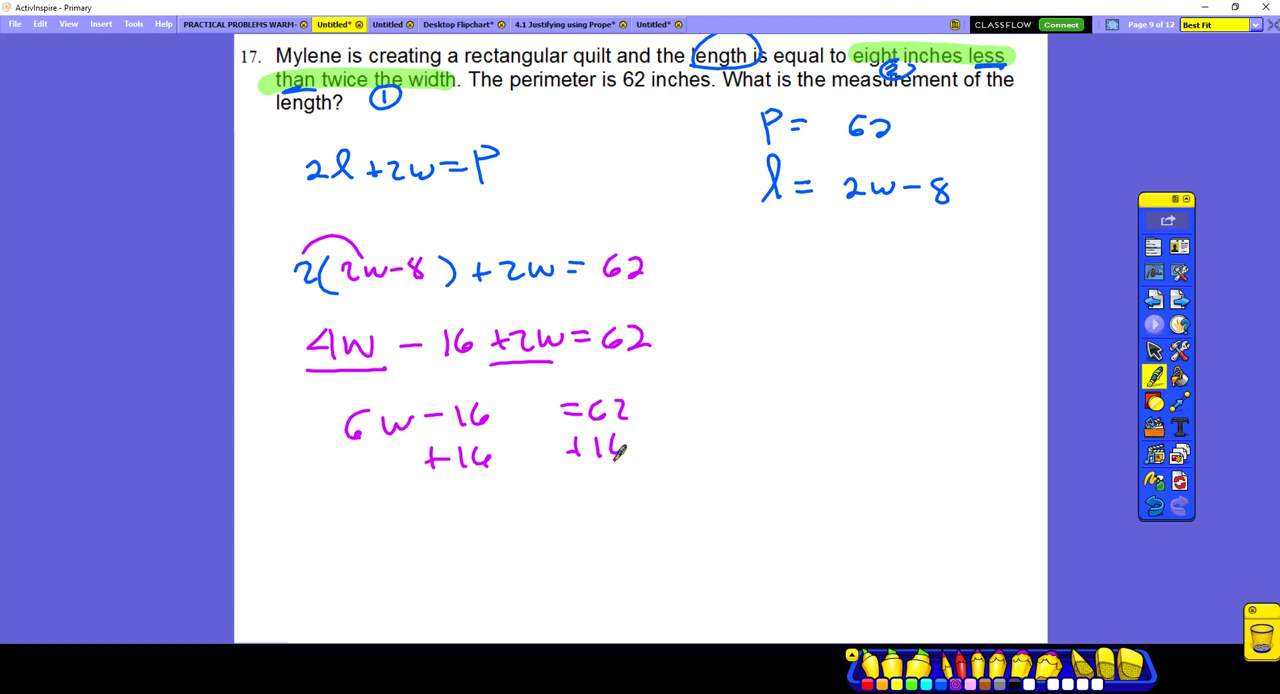 ActivInspire - Primary
File Edit View Insert Tools Help PRACTICAL PROBLEMS WARM- Untitled* Untitled Desktop Flipchart* 4.1 Justifying using Prope* Untitled* CLASSFLOW Connect Page 9 of 12 Best Fit
17. Mylene is creating a rectangular quilt and the length is equal to eight inches less
than twice the width. The perimeter is 62 inches. What is the measurement of the
length?
2
1
P = 62
2l + 2w = P
l = 2w - 8
2(2w-8) + 2w = 62
4w - 16 +2w = 62
6w - 16 = 62
+16 +16